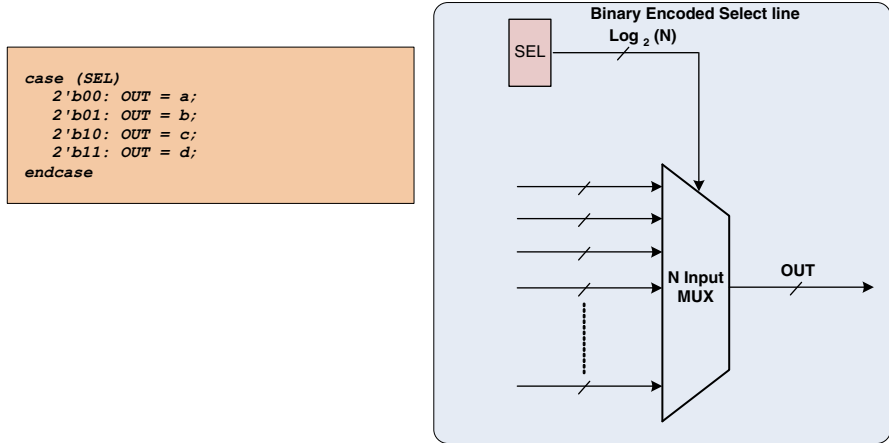 case (SEL)
2'b00: OUT = a;
2'b01: OUT = b;
2'b10: OUT = c;
2'b11: OUT = d;
endcase
Binary Encoded Select line
Log 2 (N)
SEL
N Input
MUX
OUT